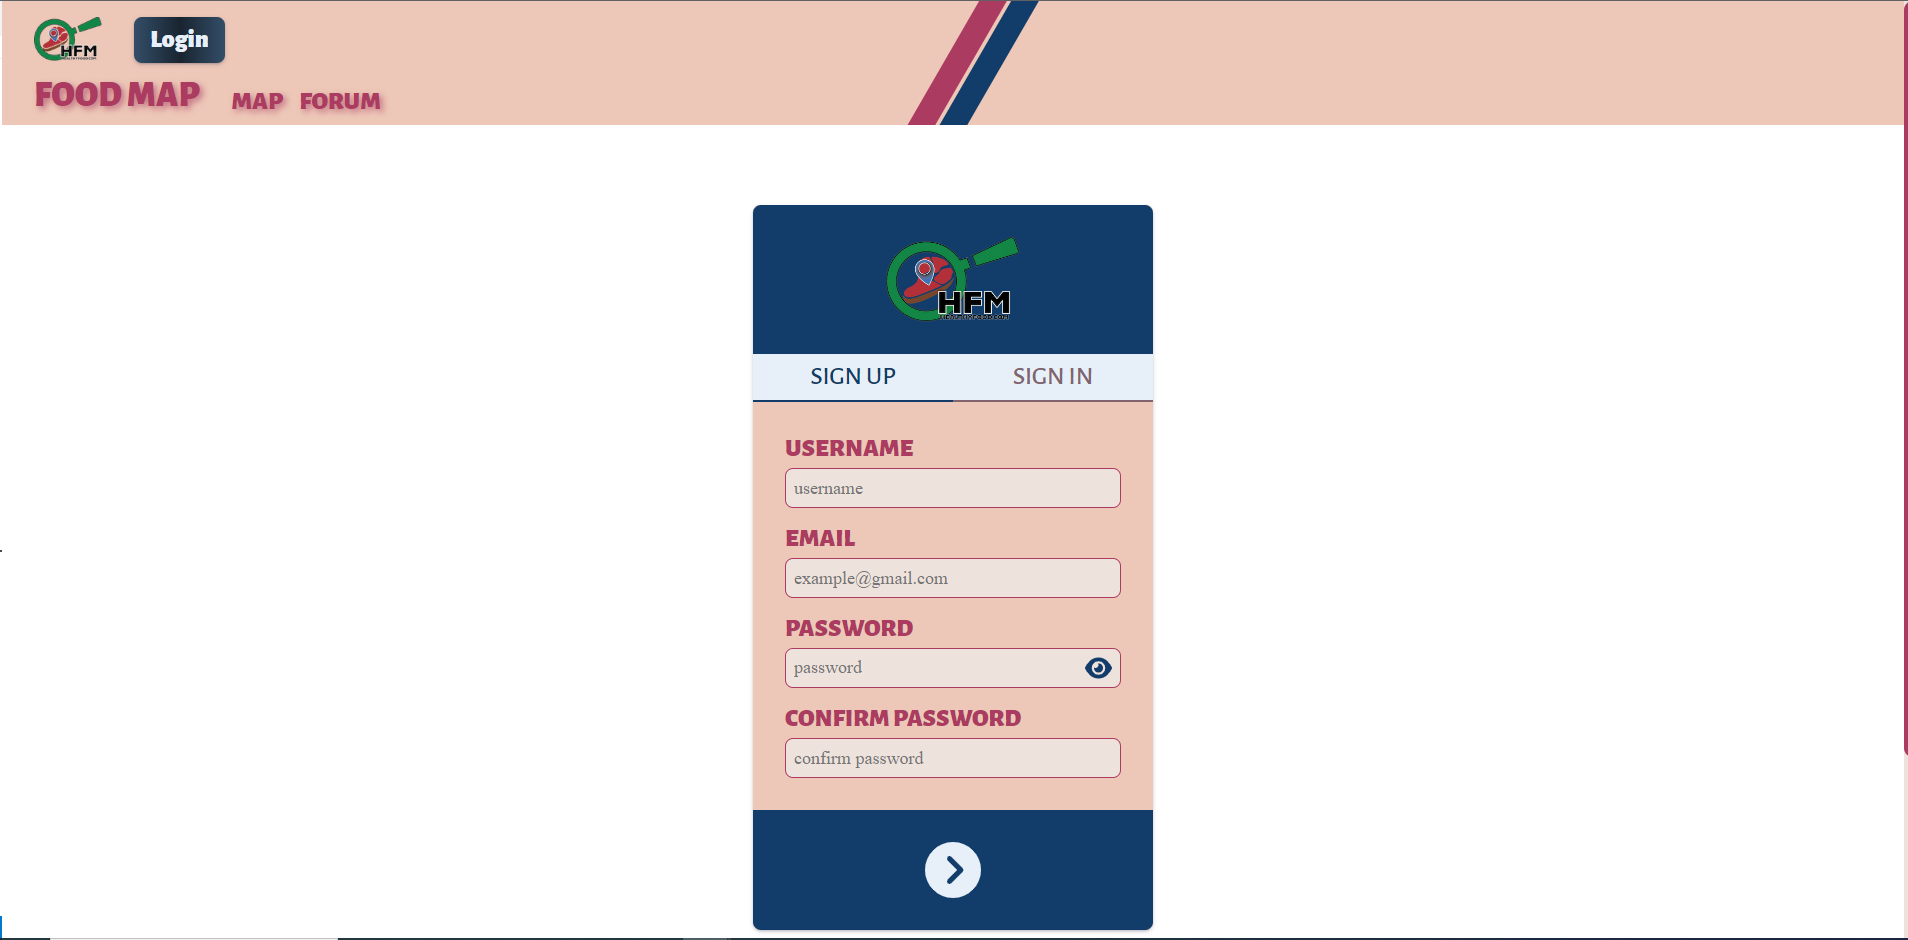 HFM
Login
FOOD MAP
MAP FORUM
HFM
SIGN UP
SIGN IN
USERNAME
username
EMAIL
example@gmail.com
PASSWORD
password
CONFIRM PASSWORD
confirm password